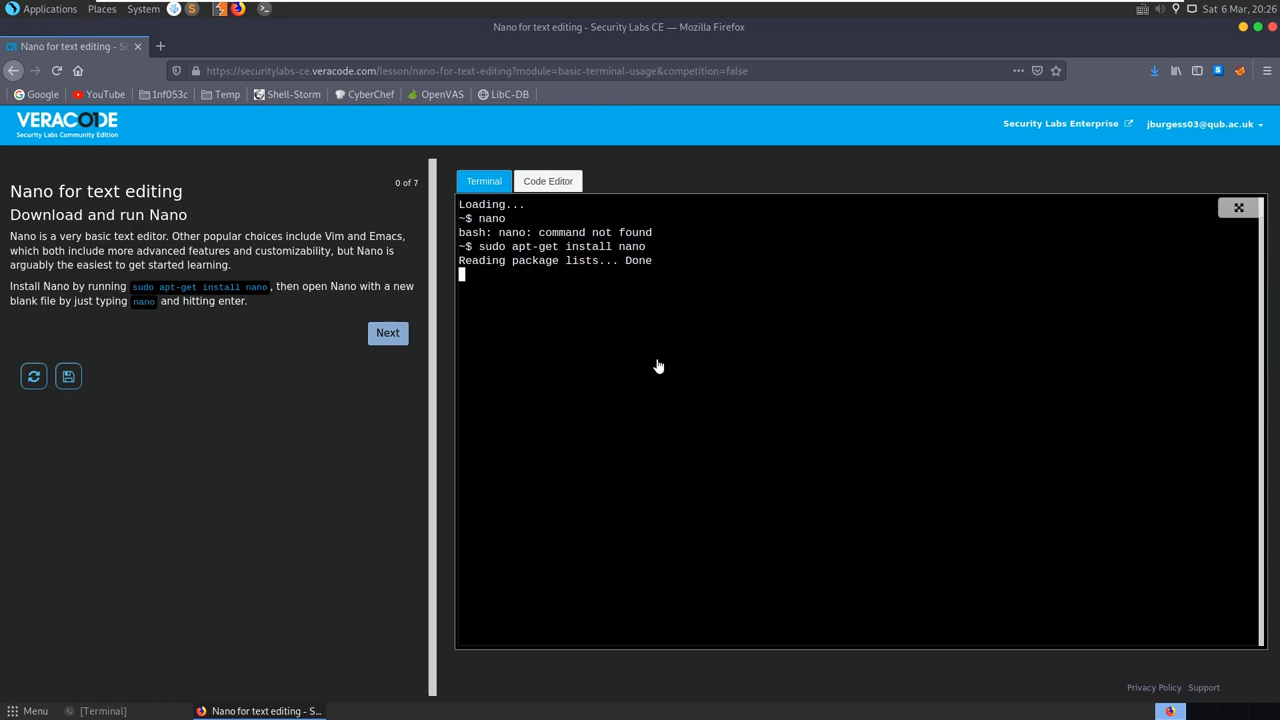 Applications Places System Sat 6 Mar, 20:26
Nano for text editing - Security Labs CE — Mozilla Firefox
Nano for text editing - Se
https://securitylabs-ce.veracode.com/lesson/nano-for-text-editing?module=basic-terminal-usage&competition=false
Google YouTube 1nf053c Temp Shell-Storm CyberChef OpenVAS LibC-DB
VERACODE
Security Labs Community Edition
Security Labs Enterprise jburgess03@qub.ac.uk
Nano for text editing
0 of 7
Download and run Nano
Nano is a very basic text editor. Other popular choices include Vim and Emacs,
which both include more advanced features and customizability, but Nano is
arguably the easiest to get started learning.
Install Nano by running sudo apt-get install nano, then open Nano with a new
blank file by just typing nano and hitting enter.
Next
Terminal Code Editor
Loading...
~$ nano
bash: nano: command not found
~$ sudo apt-get install nano
Reading package lists... Done
Privacy Policy Support
Menu [Terminal] Nano for text editing - S...